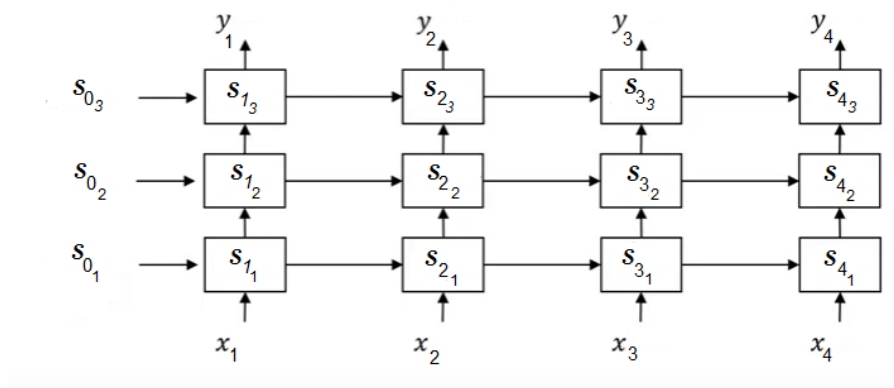 y₁ y₂ y₃ y₄
s₀₃ s₁₃ s₂₃ s₃₃ s₄₃
s₀₂ s₁₂ s₂₂ s₃₂ s₄₂
s₀₁ s₁₁ s₂₁ s₃₁ s₄₁
x₁ x₂ x₃ x₄